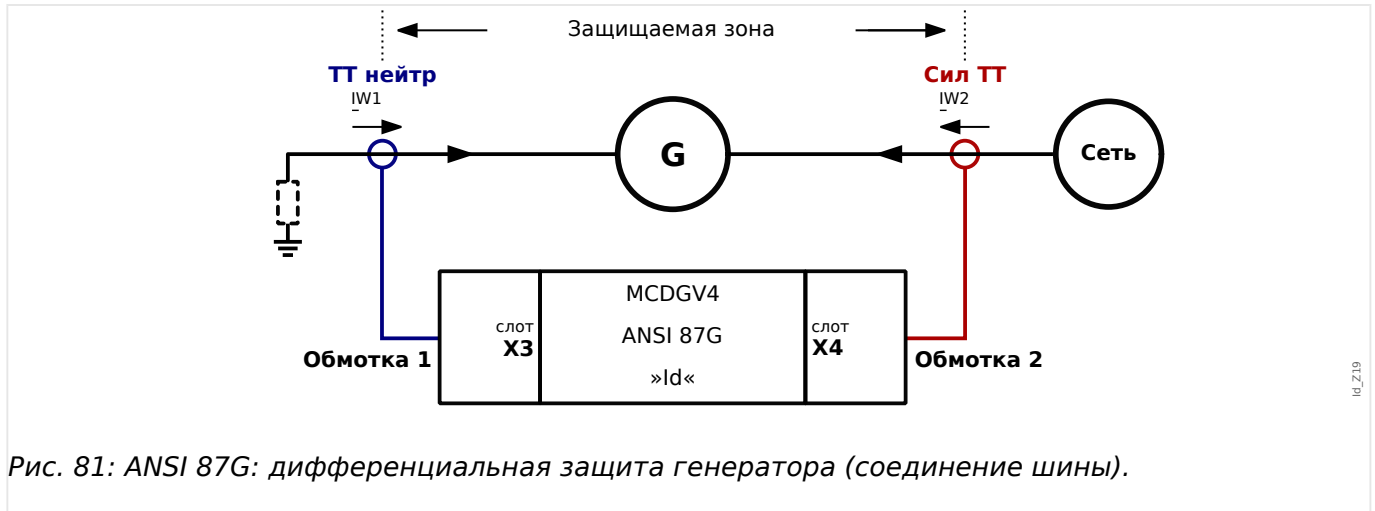 Защищаемая зона
ТТ нейтр
Сил ТТ
IW1
IW2
G
Сеть
MCDGV4
ANSI 87G
»Id«
слот
X3
слот
X4
Обмотка 1
Обмотка 2
Id_Z19
Рис. 81: ANSI 87G: дифференциальная защита генератора (соединение шины).